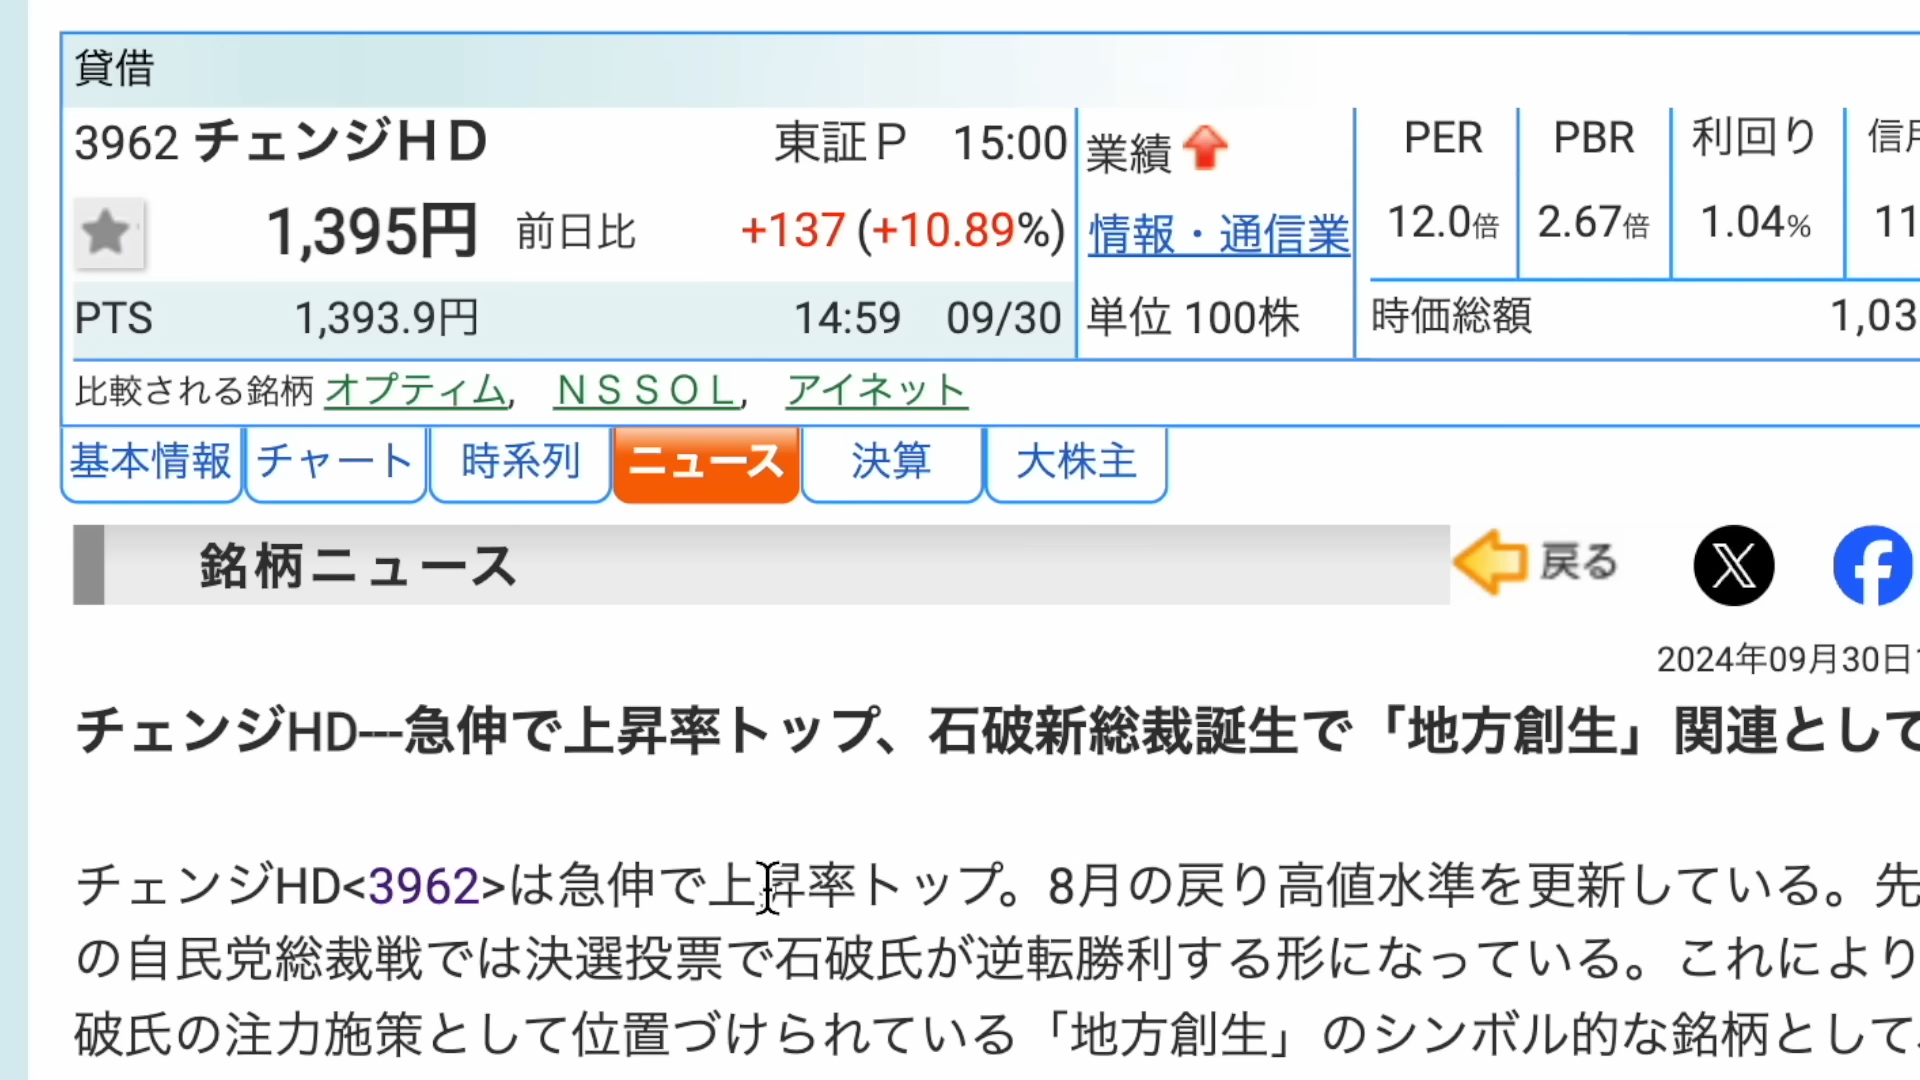 貸借
3962 チェンジＨＤ 東証Ｐ 15:00 業績 PER PBR 利回り
1,395円 前日比 +137 (+10.89%) 情報・通信業 12.0倍 2.67倍 1.04% 11
PTS 1,393.9円 14:59 09/30 単位 100株 時価総額 1,03
比較される銘柄 オプティム, ＮＳＳＯＬ, アイネット
基本情報 チャート 時系列 ニュース 決算 大株主
銘柄ニュース 戻る
2024年09月30日
チェンジHD---急伸で上昇率トップ、石破新総裁誕生で「地方創生」関連として
チェンジHD<3962>は急伸で上昇率トップ。8月の戻り高値水準を更新している。先
の自民党総裁戦では決選投票で石破氏が逆転勝利する形になっている。これにより
破氏の注力施策として位置づけられている「地方創生」のシンボル的な銘柄として